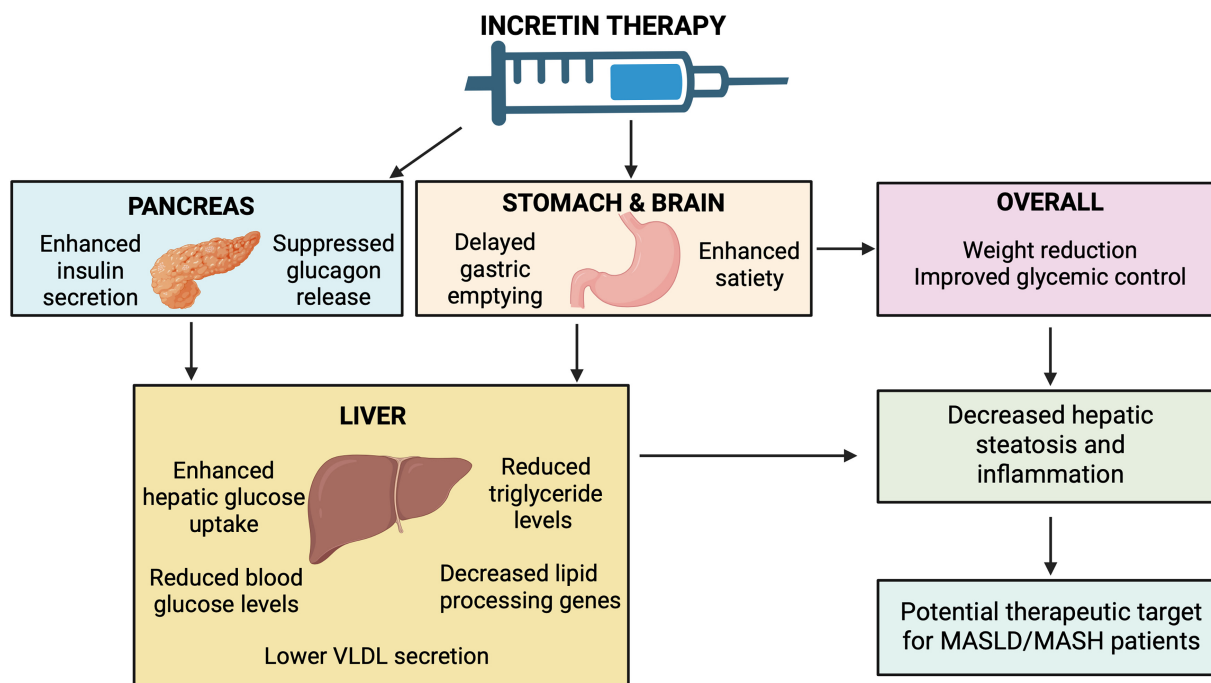 INCRETIN THERAPY
PANCREAS
Enhanced
insulin
secretion
Suppressed
glucagon
release
STOMACH & BRAIN
Delayed
gastric
emptying
Enhanced
satiety
OVERALL
Weight reduction
Improved glycemic control
LIVER
Enhanced
hepatic glucose
uptake
Reduced
triglyceride
levels
Reduced blood
glucose levels
Decreased lipid
processing genes
Lower VLDL secretion
Decreased hepatic
steatosis and
inflammation
Potential therapeutic target
for MASLD/MASH patients